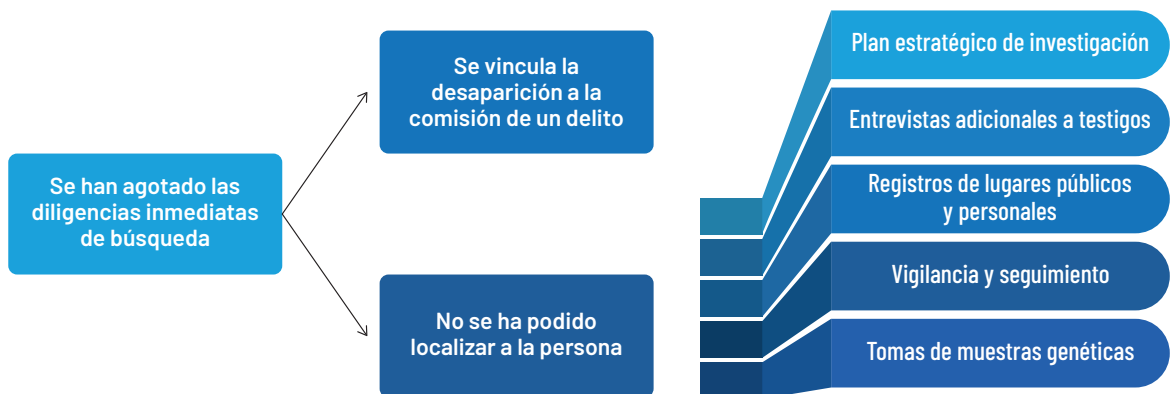 Se han agotado las
diligencias inmediatas
de búsqueda
Se vincula la
desaparición a la
comisión de un delito
No se ha podido
localizar a la persona
Plan estratégico de investigación
Entrevistas adicionales a testigos
Registros de lugares públicos
y personales
Vigilancia y seguimiento
Tomas de muestras genéticas